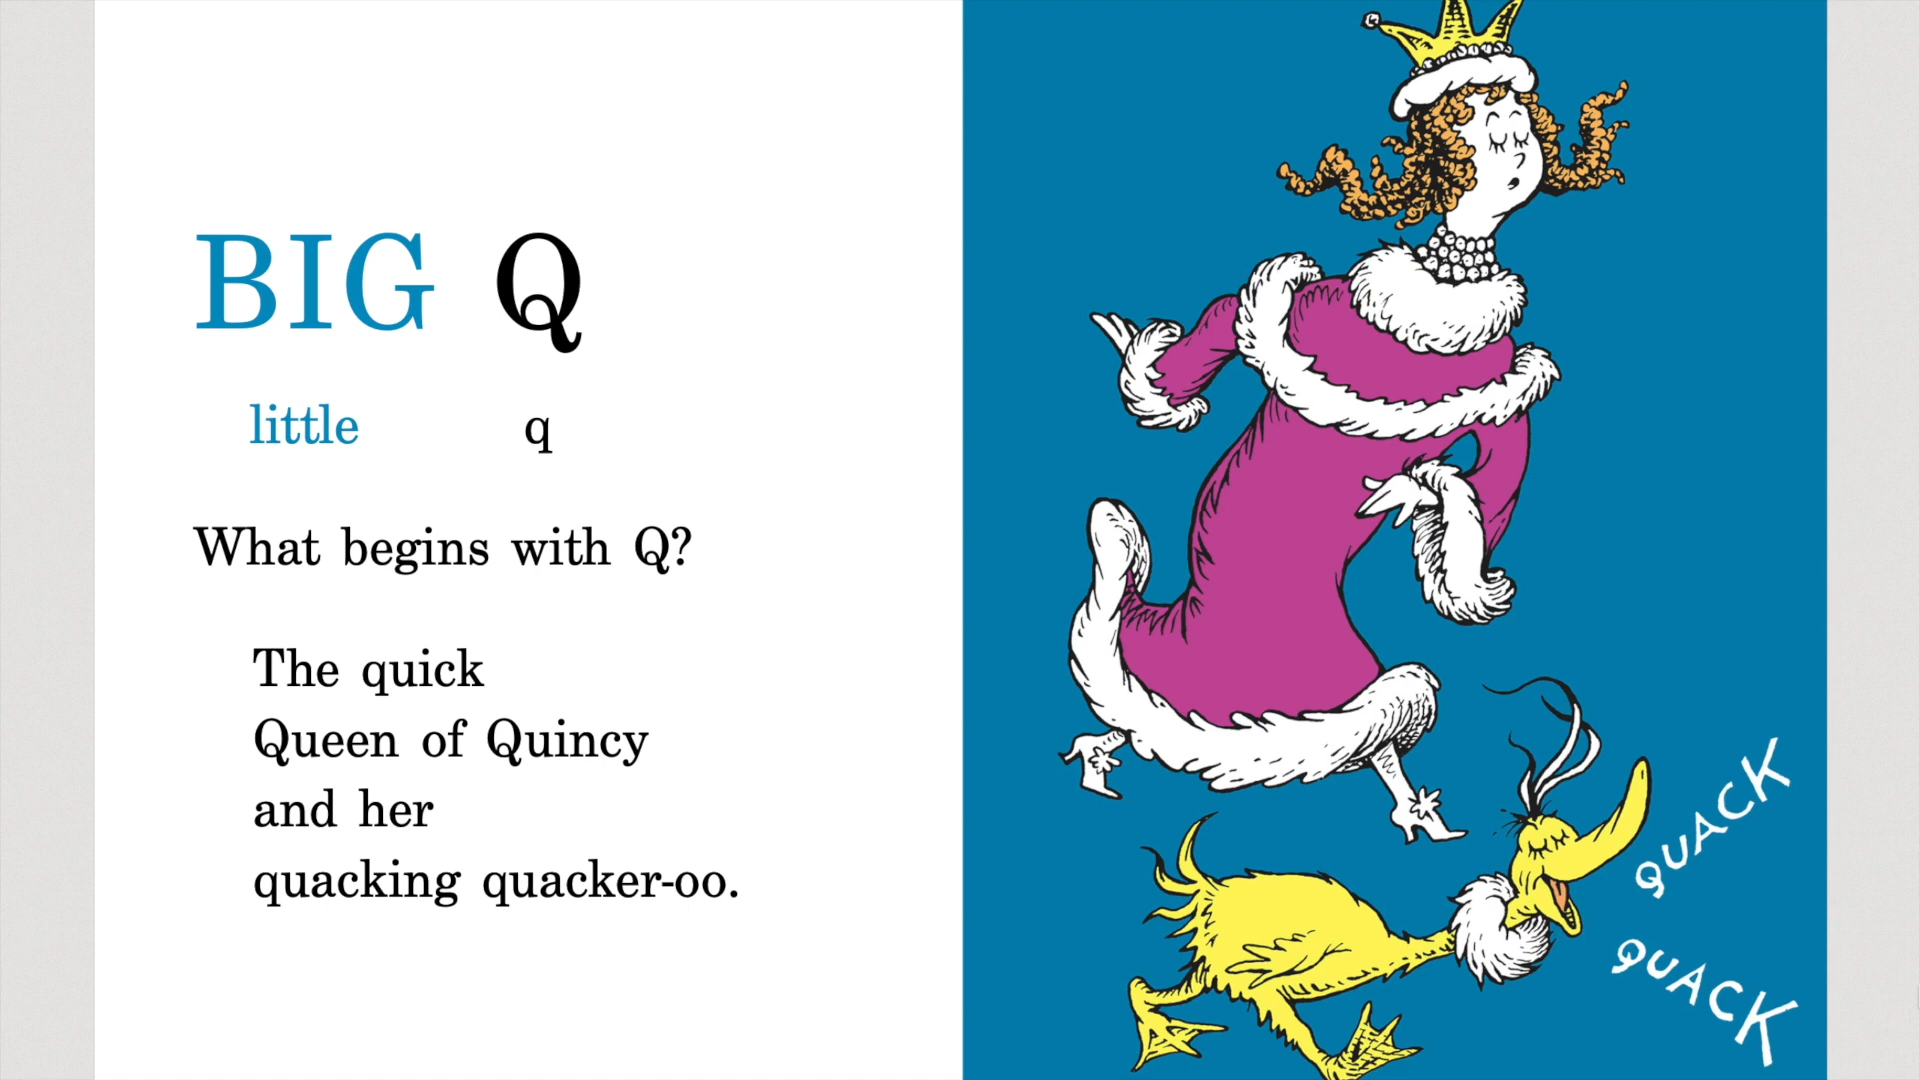 BIG Q
little q
What begins with Q?
The quick
Queen of Quincy
and her
quacking quacker-oo.
QUACK
QUACK